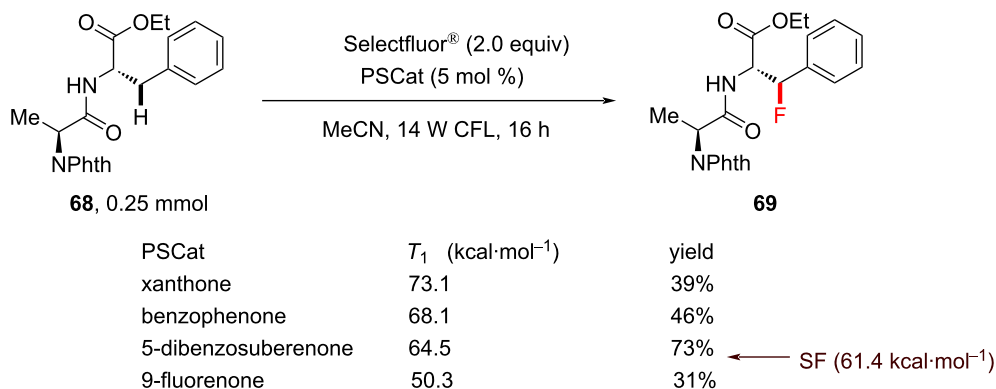 O
OEt
HN
H
Me
O
NPhth
68, 0.25 mmol
Selectfluor® (2.0 equiv)
PSCat (5 mol %)
MeCN, 14 W CFL, 16 h
O
OEt
HN
F
Me
O
NPhth
69
PSCat T₁ (kcal·mol⁻¹) yield
xanthone 73.1 39%
benzophenone 68.1 46%
5-dibenzosuberenone 64.5 73%
SF (61.4 kcal·mol⁻¹)
9-fluorenone 50.3 31%